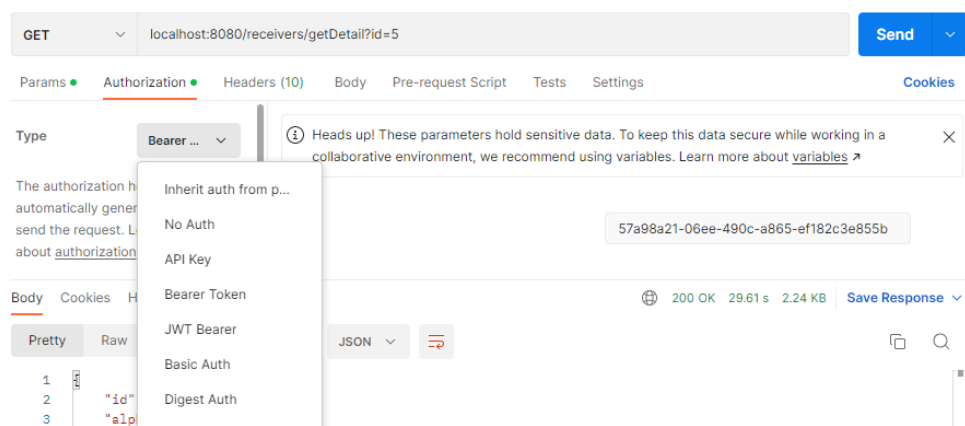 GET localhost:8080/receivers/getDetail?id=5 Send
Params Authorization Headers (10) Body Pre-request Script Tests Settings Cookies
Type Bearer ...
Heads up! These parameters hold sensitive data. To keep this data secure while working in a
collaborative environment, we recommend using variables. Learn more about variables
The authorization h
automatically gener
send the request. L
about authorization
Inherit auth from p...
No Auth
API Key
Bearer Token
JWT Bearer
Basic Auth
Digest Auth
57a98a21-06ee-490c-a865-ef182c3e855b
Body Cookies H 200 OK 29.61 s 2.24 KB Save Response
Pretty Raw JSON
1 {
2 "id"
3 "alp